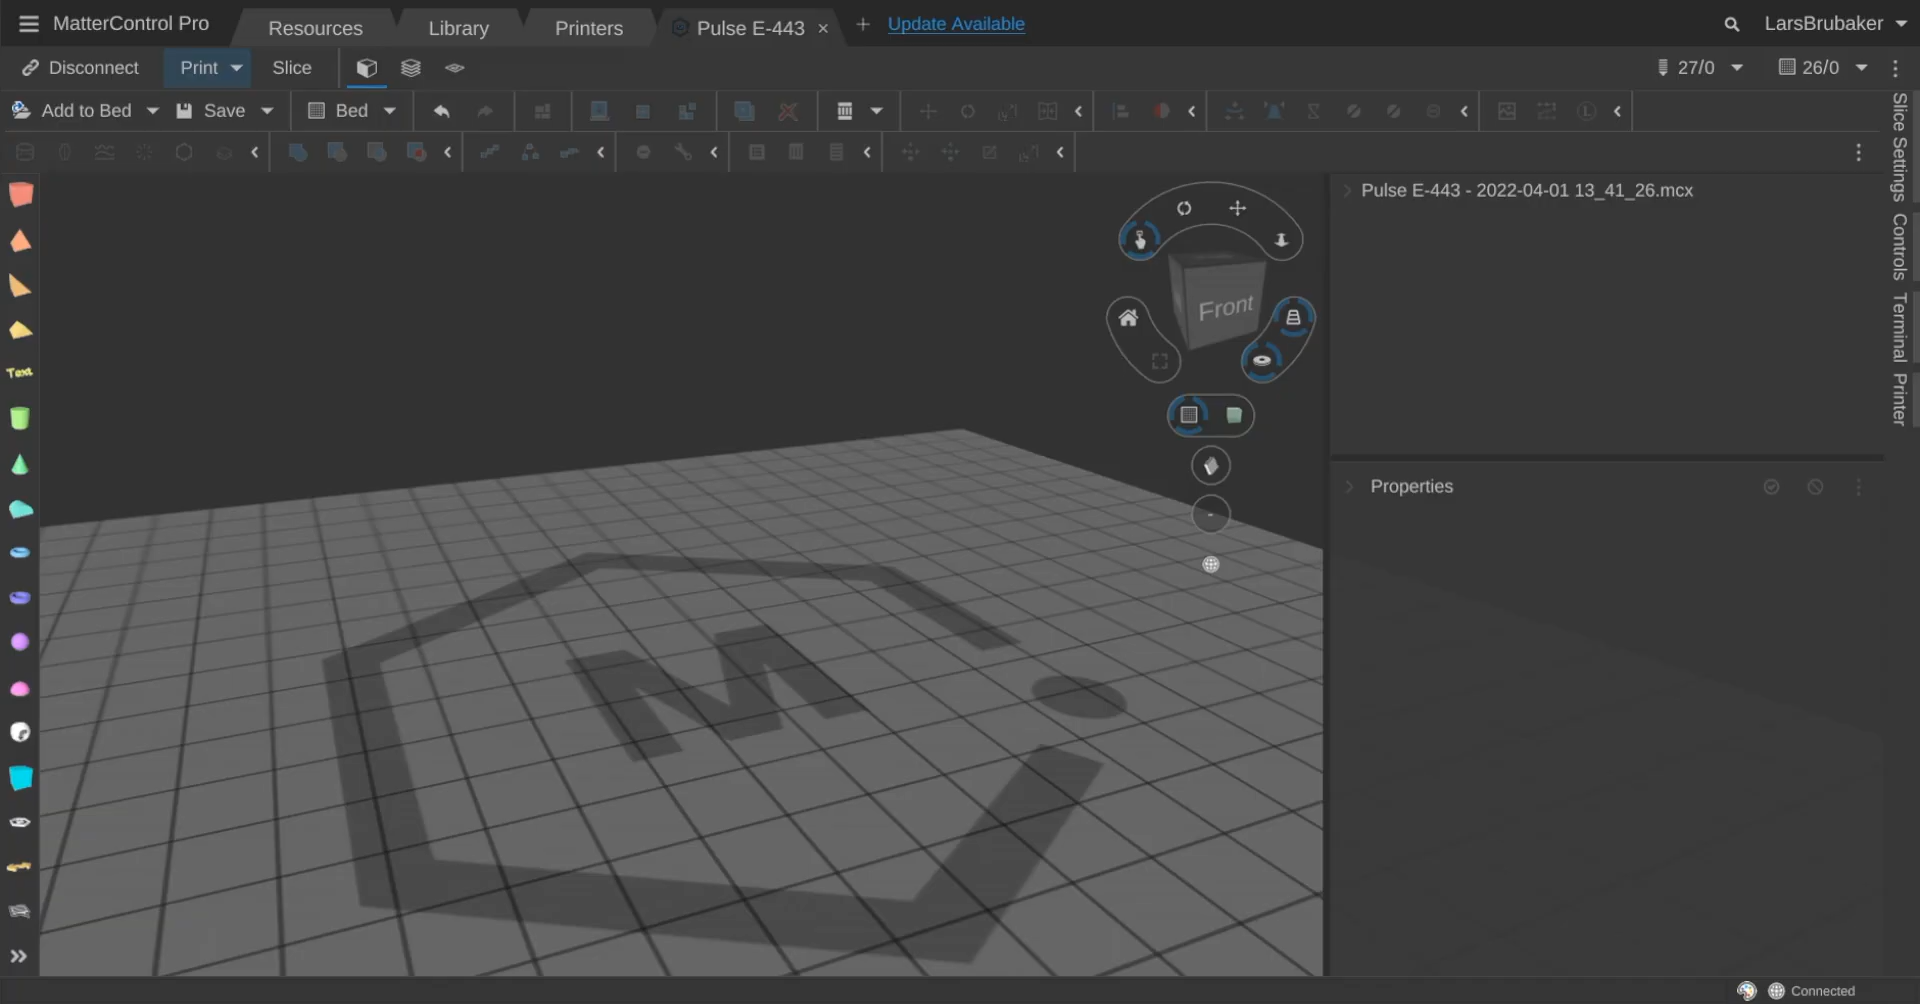 MatterControl Pro
Resources
Library
Printers
Pulse E-443
Update Available
LarsBrubaker
Disconnect
Print
Slice
27/0
26/0
Add to Bed
Save
Bed
Pulse E-443 - 2022-04-01 13_41_26.mcx
Slice Settings
Controls
Terminal
Printer
Text
Front
Properties
M
Connected